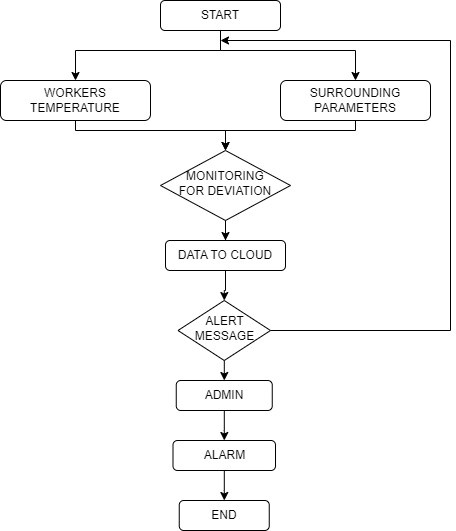 START
WORKERS
TEMPERATURE
SURROUNDING
PARAMETERS
MONITORING
FOR DEVIATION
DATA TO CLOUD
ALERT
MESSAGE
ADMIN
ALARM
END